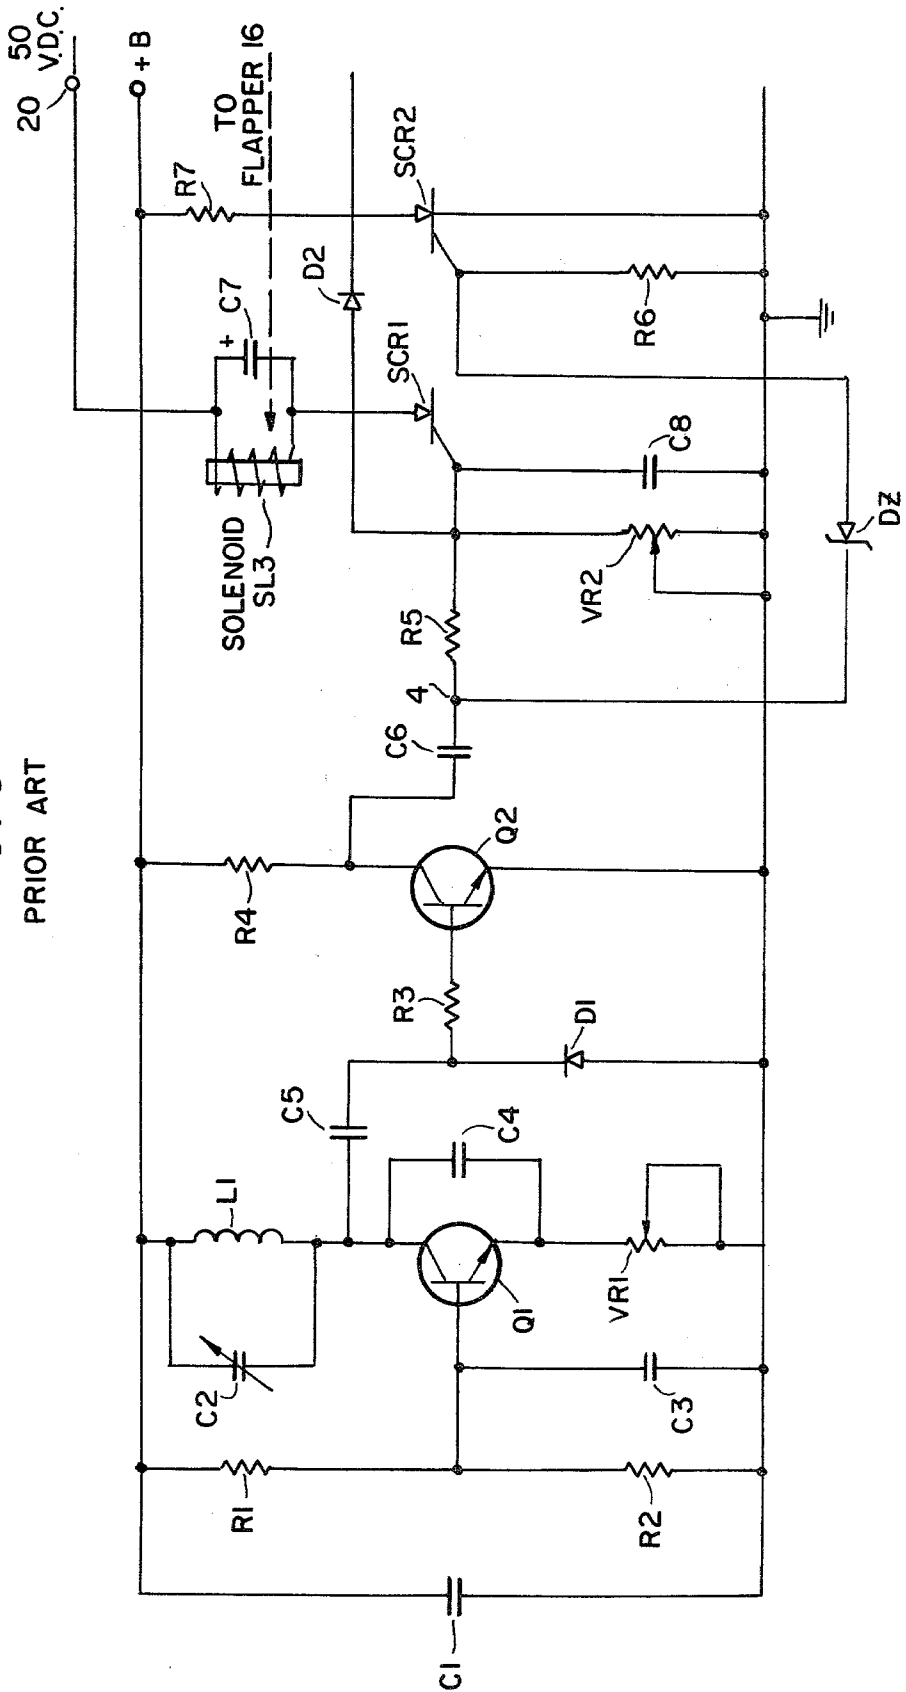 PRIOR ART
20
50
V.D.C.
+B
R7
TO
FLAPPER 16
+
C7
SOLENOID
SL3
R4
L1
C2
R1
C5
D2
SCR2
SCR1
R5
4
C6
R3
C1
Q2
C4
Q1
D1
VR2
VR1
R6
R2
C8
C3
DZ